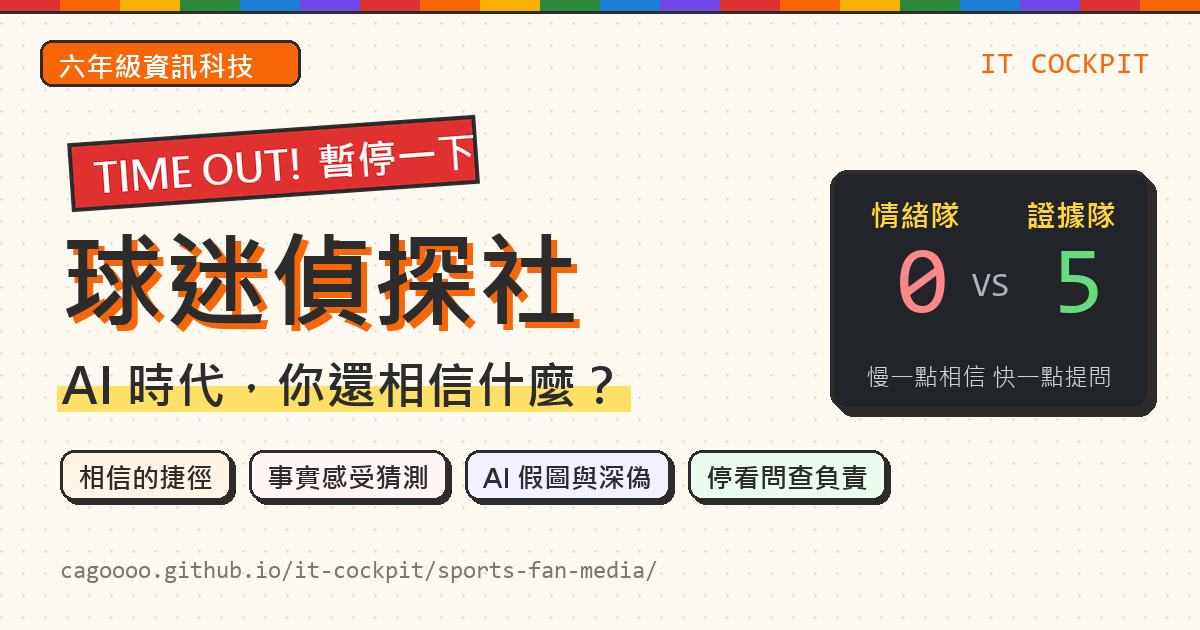 六年級資訊科技
IT COCKPIT
TIME OUT! 暫停一下
球迷偵探社
AI 時代，你還相信什麼？
情緒隊 證據隊
0 VS 5
慢一點相信 快一點提問
相信的捷徑 事實感受猜測 AI 假圖與深偽 停看問查負責
cagoooo.github.io/it-cockpit/sports-fan-media/